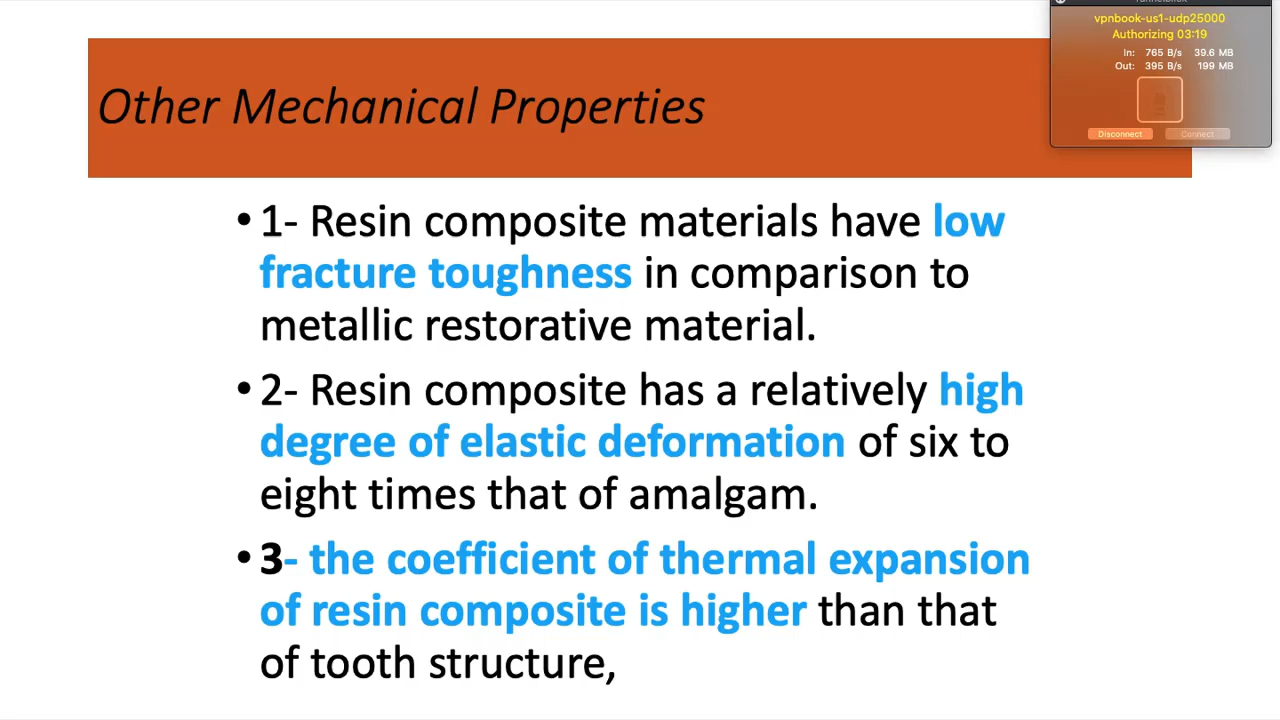 vpnbook-us1-udp25000
Authorizing 03:19
In: 765 B/s 39.6 MB
Out: 395 B/s 199 MB
Disconnect Connect
Other Mechanical Properties
• 1- Resin composite materials have low
fracture toughness in comparison to
metallic restorative material.
• 2- Resin composite has a relatively high
degree of elastic deformation of six to
eight times that of amalgam.
• 3- the coefficient of thermal expansion
of resin composite is higher than that
of tooth structure,